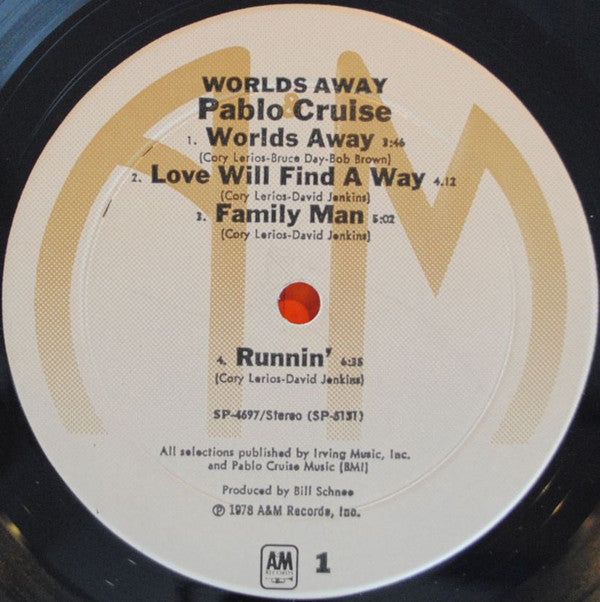 WORLDS AWAY
Pablo Cruise
1. Worlds Away 3:46
(Cory Lerios-Bruce Day-Bob Brown)
2. Love Will Find A Way 4.12
(Cory Lerios-David Jenkins)
3. Family Man 5:02
(Cory Lerios-David Jenkins)
4. Runnin' 6:35
(Cory Lerios-David Jenkins)
SP-4697/Stereo (SP-5131)
All selections published by Irving Music, Inc.
and Pablo Cruise Music (BMI)
Produced by Bill Schnee
℗ 1978 A&M Records, Inc.
AM
RECORDS
1